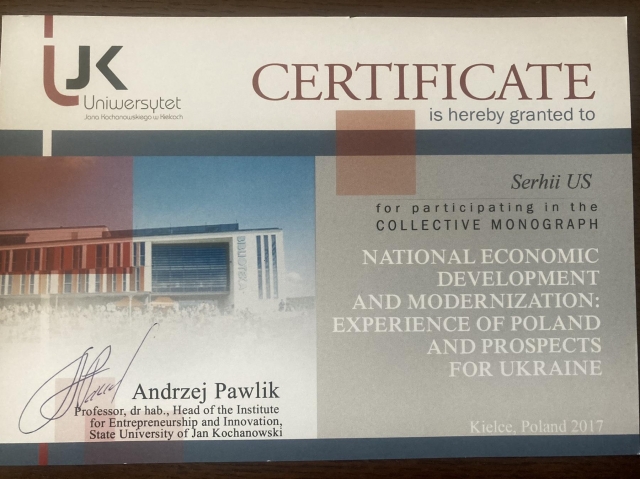 UJK
Uniwersytet
Jana Kochanowskiego w Kielcach
CERTIFICATE
is hereby granted to
Serhii US
for participating in the
COLLECTIVE MONOGRAPH
NATIONAL ECONOMIC
DEVELOPMENT
AND MODERNIZATION:
EXPERIENCE OF POLAND
AND PROSPECTS
FOR UKRAINE
BIBLIOTEKA
Andrzej Pawlik
Professor, dr hab., Head of the Institute
for Entrepreneurship and Innovation,
State University of Jan Kochanowski
Kielce, Poland 2017